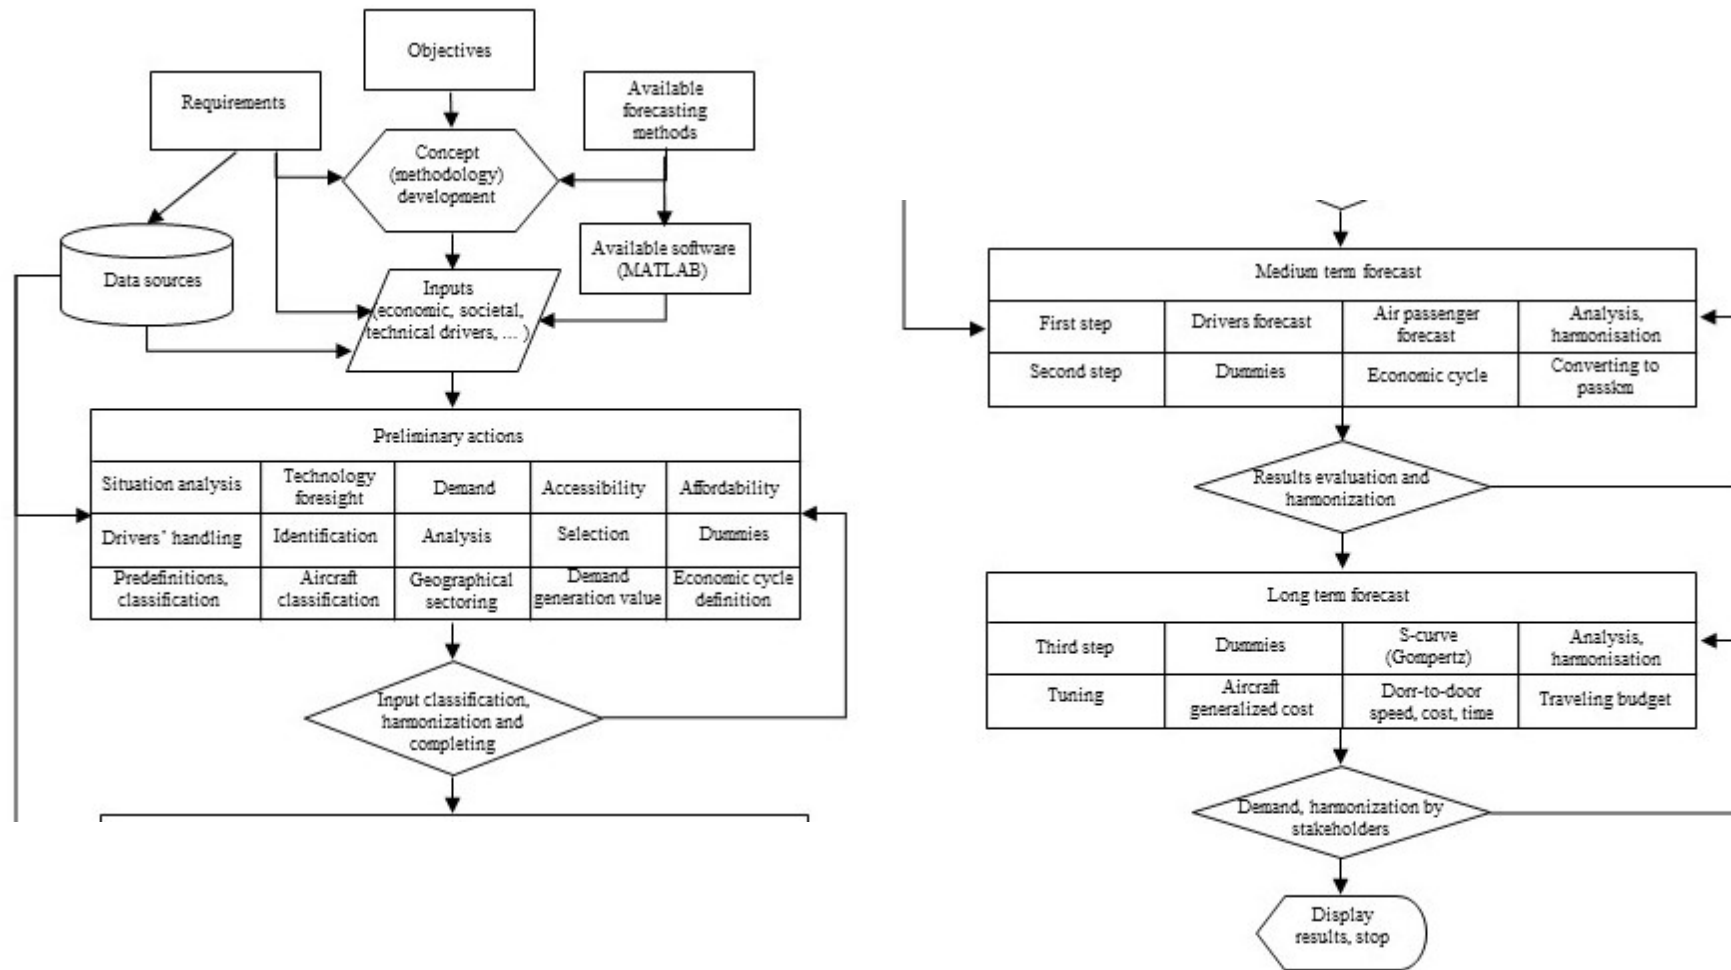 Objectives
Requirements
Available
forecasting
methods
Concept
(methodology)
development
Data sources
Available software
(MATLAB)
Inputs
(economic, societal,
technical drivers, ... )
Preliminary actions
Situation analysis
Technology
foresight
Demand
Accessibility
Affordability
Drivers' handling
Identification
Analysis
Selection
Dummies
Predefinitions,
classification
Aircraft
classification
Geographical
sectoring
Demand
generation value
Economic cycle
definition
Input classification,
harmonization and
completing
Medium term forecast
First step
Drivers forecast
Air passenger
forecast
Analysis,
harmonisation
Second step
Dummies
Economic cycle
Converting to
passkm
Results evaluation and
harmonization
Long term forecast
Third step
Dummies
S-curve
(Gompertz)
Analysis,
harmonisation
Tuning
Aircraft
generalized cost
Dorr-to-door
speed, cost, time
Traveling budget
Demand, harmonization by
stakeholders
Display
results, stop